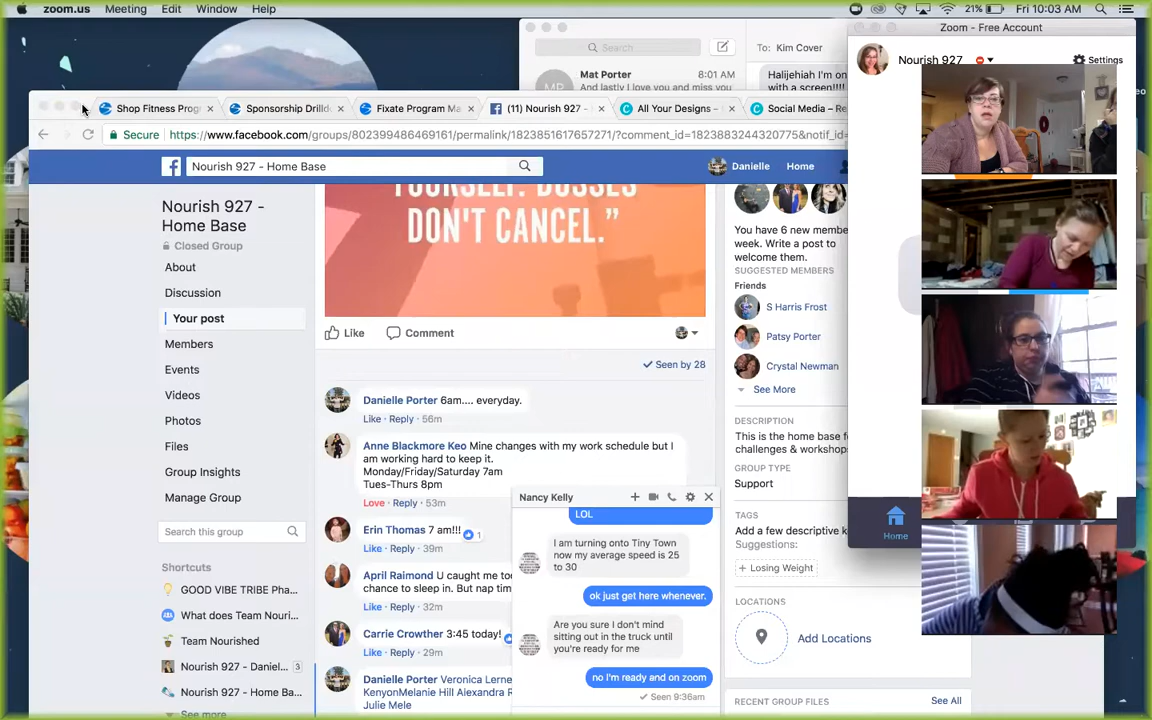 zoom.us Meeting Edit Window Help
21% Fri 10:03 AM
Search
To: Kim Cover
Mat Porter 8:01 AM
lastly and I love you and miss you
Halijehiah I'm on
with a screen!!!!
Zoom - Free Account
Nourish 927
Settings
Shop Fitness Prog
Sponsorship Drilld
Fixate Program Ma
(11) Nourish 927 -
All Your Designs -
Social Media – Re
Secure https://www.facebook.com/groups/802399486469161/permalink/1823851617657271/?comment_id=1823883244320775&notif_id=
Nourish 927 - Home Base
Danielle Home
Nourish 927 -
Home Base
Closed Group
About
Discussion
Your post
Members
Events
Videos
Photos
Files
Group Insights
Manage Group
Search this group
Shortcuts
GOOD VIBE TRIBE Pha...
What does Team Nouri...
Team Nourished
Nourish 927 - Daniel... 3
Nourish 927 - Home Ba...
See more
YOURSELF. BOSSES
DON'T CANCEL.”
Like Comment
Seen by 28
Danielle Porter 6am.... everyday.
Like · Reply · 56m
Anne Blackmore Keo Mine changes with my work schedule but I
am working hard to keep it.
Monday/Friday/Saturday 7am
Tues-Thurs 8pm
Love · Reply · 53m
Erin Thomas 7 am!!! 1
Like · Reply · 39m
April Raimond U caught me too
chance to sleep in. But nap tim
Like · Reply · 32m
Carrie Crowther 3:45 today!
Like · Reply · 29m
Danielle Porter Veronica Lerne
KenyonMelanie Hill Alexandra R
Julie Mele
Nancy Kelly
LOL
I am turning onto Tiny Town
now my average speed is 25
to 30
ok just get here whenever.
Are you sure I don't mind
sitting out in the truck until
you're ready for me
no I'm ready and on zoom
Seen 9:36am
You have 6 new membe
week. Write a post to
welcome them.
SUGGESTED MEMBERS
Friends
S Harris Frost
Patsy Porter
Crystal Newman
See More
DESCRIPTION
This is the home base fo
challenges & workshops
GROUP TYPE
Support
TAGS
Add a few descriptive k
Suggestions:
+ Losing Weight
LOCATIONS
Add Locations
RECENT GROUP FILES See All
Home